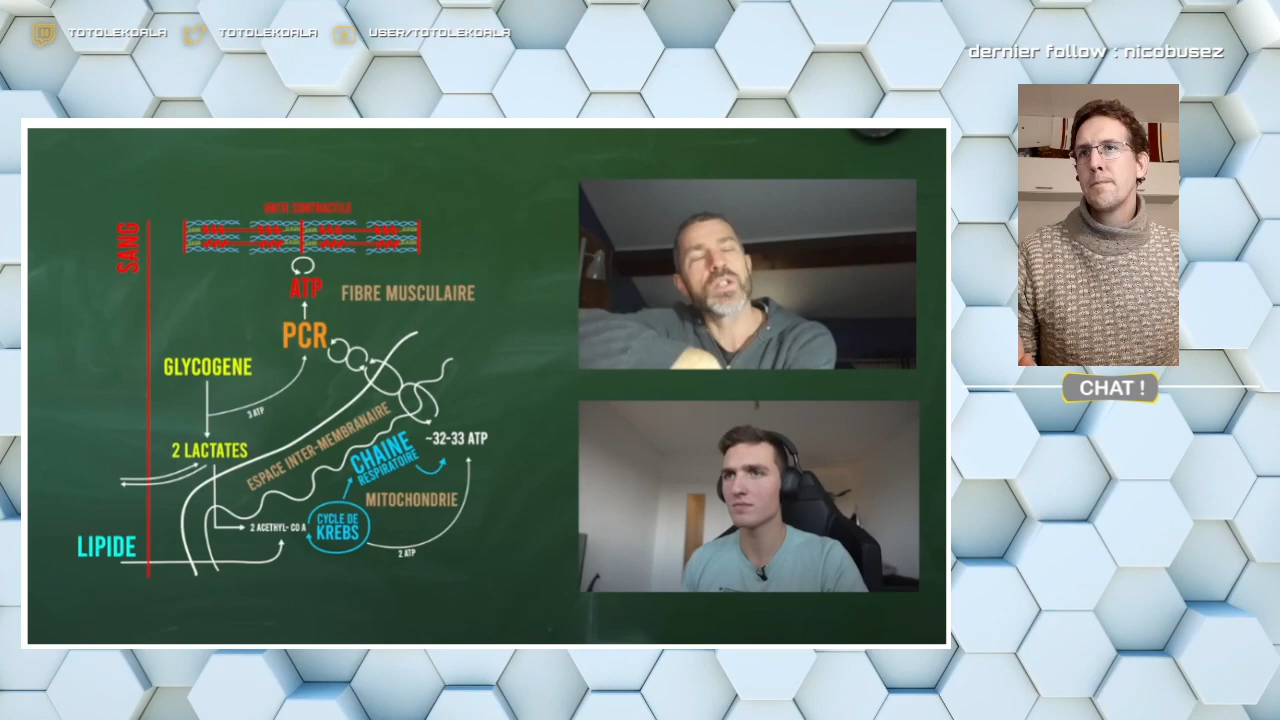 TOTOLEKOALA
TOTOLEKOALA
USER/TOTOLEKOALA
dernier follow : nicobusez
CHAT !
UNITE CONTRACTILE
SANG
ATP
FIBRE MUSCULAIRE
PCR
GLYCOGENE
3 ATP
ESPACE INTER-MEMBRANAIRE
2 LACTATES
CHAINE
RESPIRATOIRE
~32-33 ATP
MITOCHONDRIE
2 ACETHYL- CO A
CYCLE DE
KREBS
LIPIDE
2 ATP